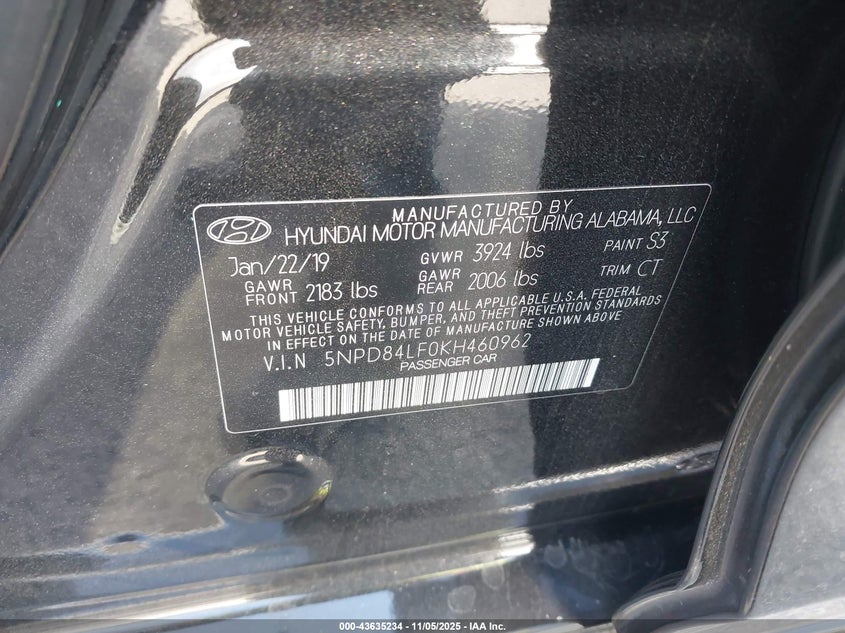 MANUFACTURED BY
HYUNDAI MOTOR MANUFACTURING ALABAMA, LLC
Jan/22/19 GVWR 3924 lbs PAINT S3
GAWR FRONT 2183 lbs GAWR REAR 2006 lbs TRIM CT
THIS VEHICLE CONFORMS TO ALL APPLICABLE U.S.A. FEDERAL
MOTOR VEHICLE SAFETY, BUMPER, AND THEFT PREVENTION STANDARDS
IN EFFECT ON THE DATE OF MANUFACTURE SHOWN ABOVE
V.I.N 5NPD84LF0KH460962
PASSENGER CAR
000-43635234 — 11/05/2025 — IAA Inc.